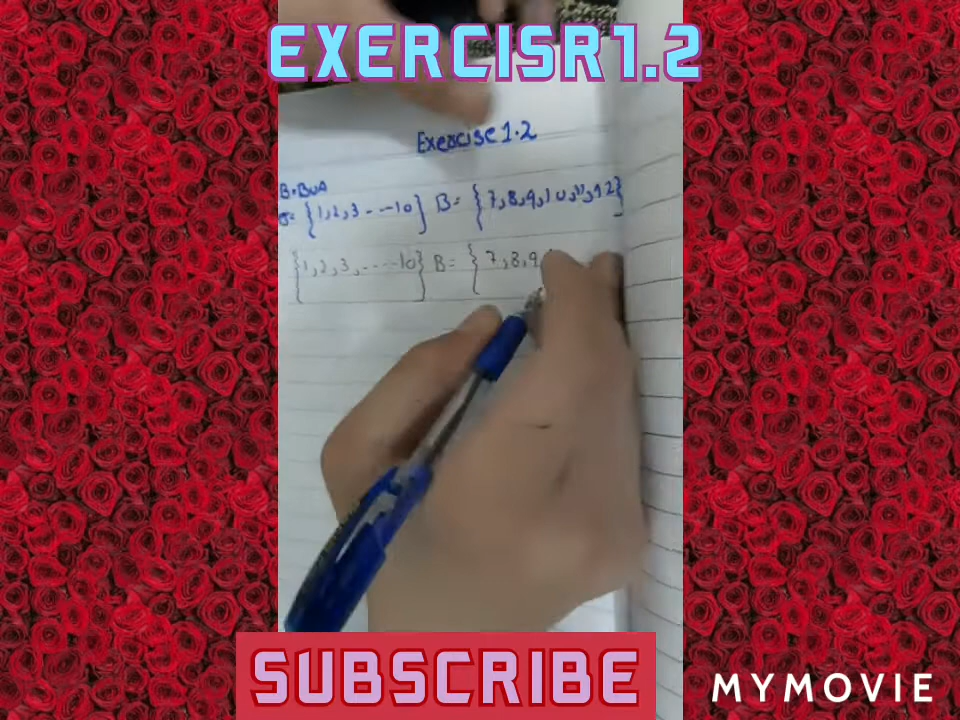 EXERCISR1.2
Exercise 1.2
{1,2,3 - - -10} B= {7,8,9,10,11,12}
{1,2,3, - - - -10} B= { 7,8,9
SUBSCRIBE
MYMOVIE